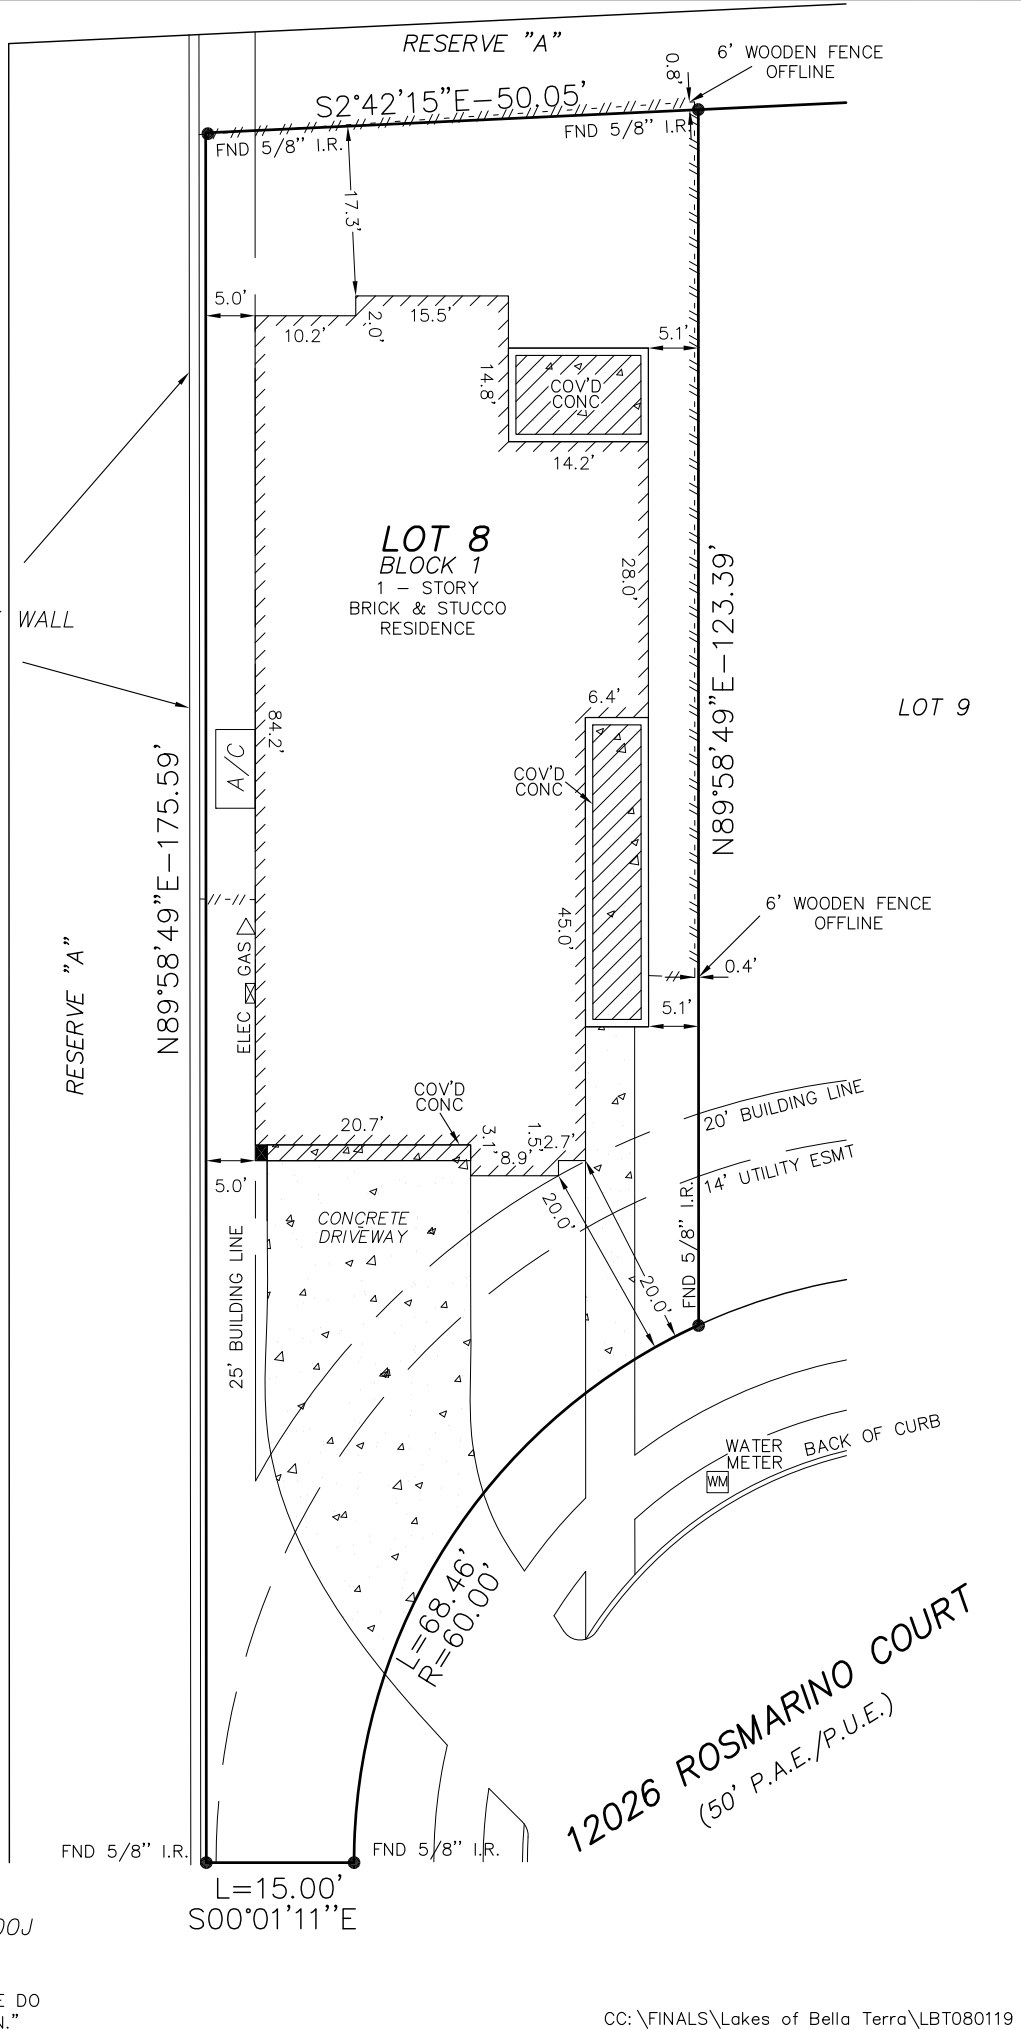 RESERVE "A"
6' WOODEN FENCE
OFFLINE
0.8'
S2°42'15"E-50.05'
FND 5/8" I.R.
FND 5/8" I.R.
17.3'
5.0'
10.2'
2.0'
15.5'
5.1'
14.8'
COV'D
CONC
14.2'
LOT 8
BLOCK 1
1 - STORY
BRICK & STUCCO
RESIDENCE
28.0'
N89°58'49"E-123.39'
WALL
LOT 9
6.4'
84.2'
A/C
COV'D
CONC
N89°58'49"E-175.59'
RESERVE "A"
45.0'
6' WOODEN FENCE
OFFLINE
0.4'
GAS
ELEC
5.1'
COV'D
CONC
20.7'
3.1'
8.9'
1.5'
2.7'
20' BUILDING LINE
14' UTILITY ESMT
5.0'
CONCRETE
DRIVEWAY
25' BUILDING LINE
20.0'
20.0'
FND 5/8" I.R.
WATER
METER
WM
BACK OF CURB
L=68.46'
R=60.00'
12026 ROSMARINO COURT
(50' P.A.E./P.U.E.)
FND 5/8" I.R.
FND 5/8" I.R.
L=15.00'
S00°01'11"E
00J
E DO
N."
CC: \FINALS\Lakes of Bella Terra\LBT080119